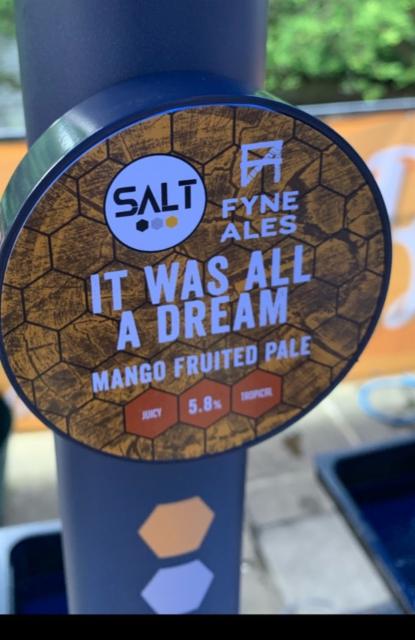 SALT
FYNE
ALES
IT WAS ALL
A DREAM
MANGO FRUITED PALE
JUICY
5.8%
TROPICAL